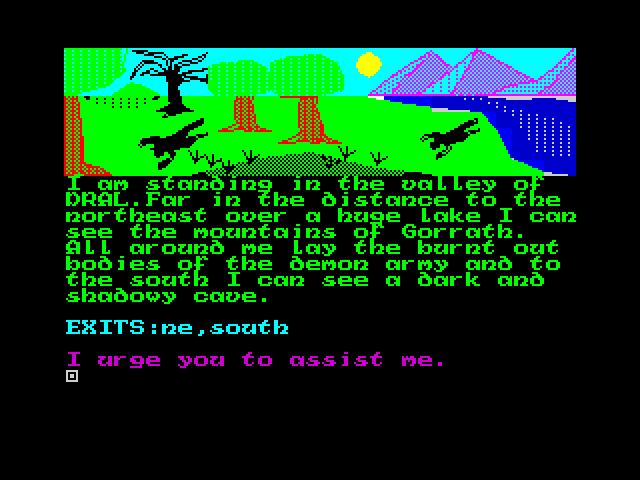 I am standing in the valley of
DRAL.Far in the distance to the
northeast over a huge lake I can
see the mountains of Gorrath.
All around me lay the burnt out
bodies of the demon army and to
the south I can see a dark and
shadowy cave.
EXITS:ne,south
I urge you to assist me.